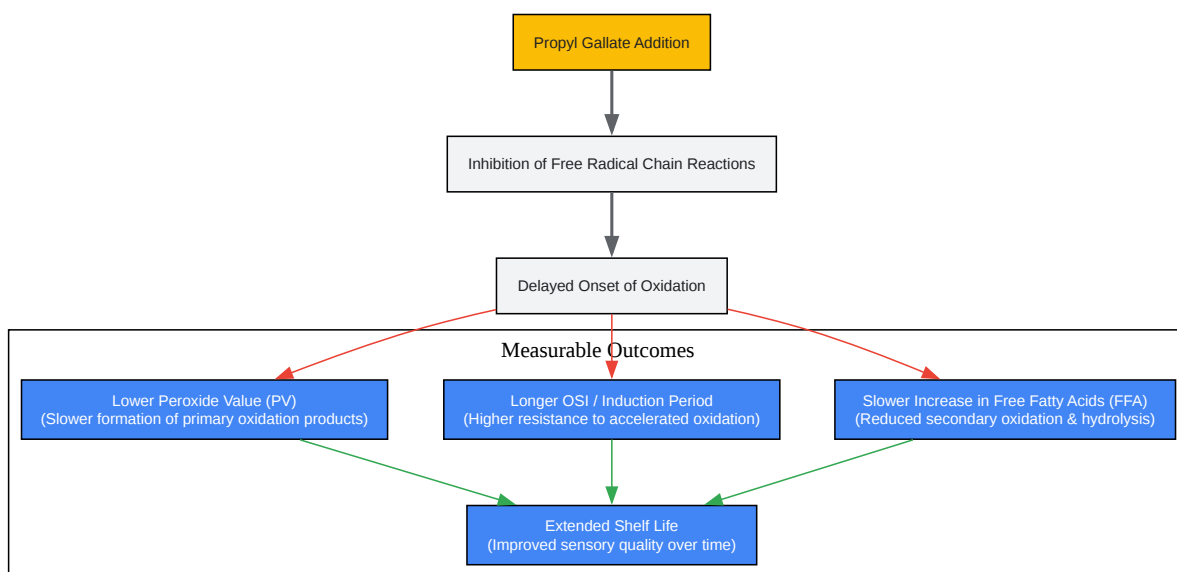 Propyl Gallate Addition
Inhibition of Free Radical Chain Reactions
Delayed Onset of Oxidation
Measurable Outcomes
Lower Peroxide Value (PV)
(Slower formation of primary oxidation products)
Longer OSI / Induction Period
(Higher resistance to accelerated oxidation)
Slower Increase in Free Fatty Acids (FFA)
(Reduced secondary oxidation & hydrolysis)
Extended Shelf Life
(Improved sensory quality over time)